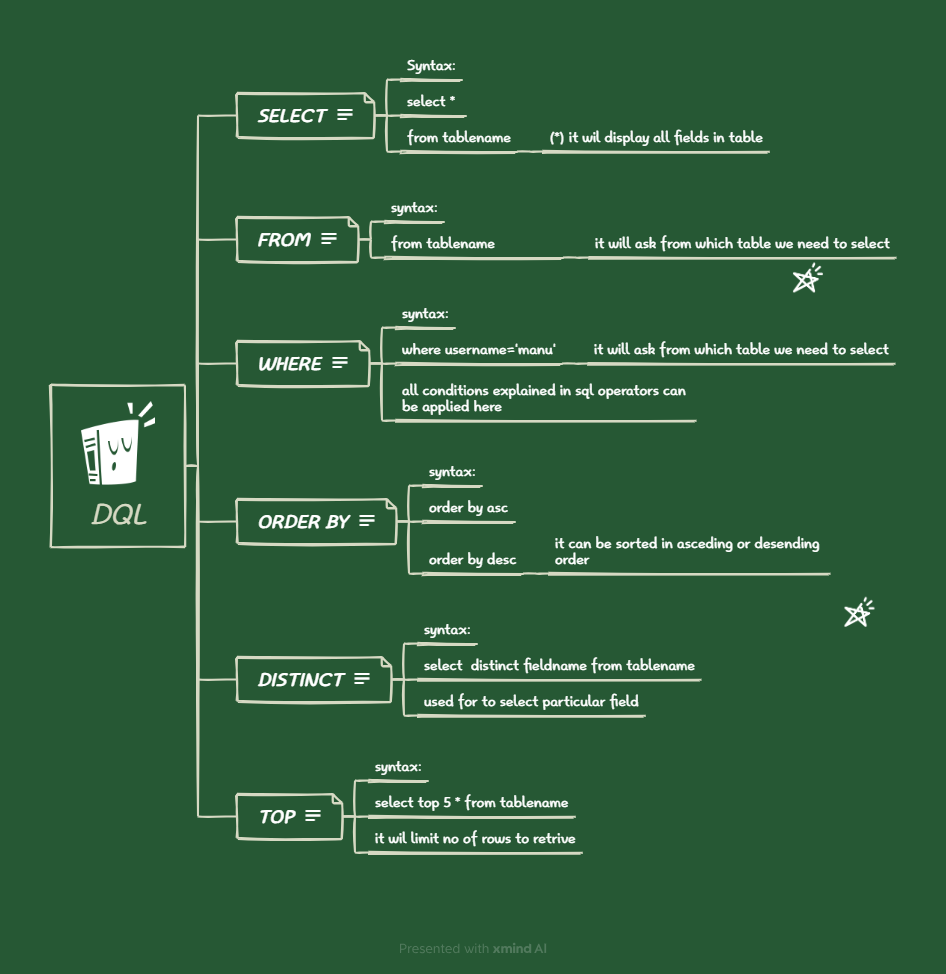 Syntax:
SELECT
select *
from tablename
(*) it wil display all fields in table
syntax:
FROM
from tablename
it will ask from which table we need to select
syntax:
WHERE
where username='manu'
it will ask from which table we need to select
all conditions explained in sql operators can
be applied here
DQL
syntax:
ORDER BY
order by asc
order by desc
it can be sorted in asceding or desending
order
syntax:
DISTINCT
select  distinct fieldname from tablename
used for to select particular field
syntax:
TOP
select top 5 * from tablename
it wil limit no of rows to retrive
Presented with xmind AI